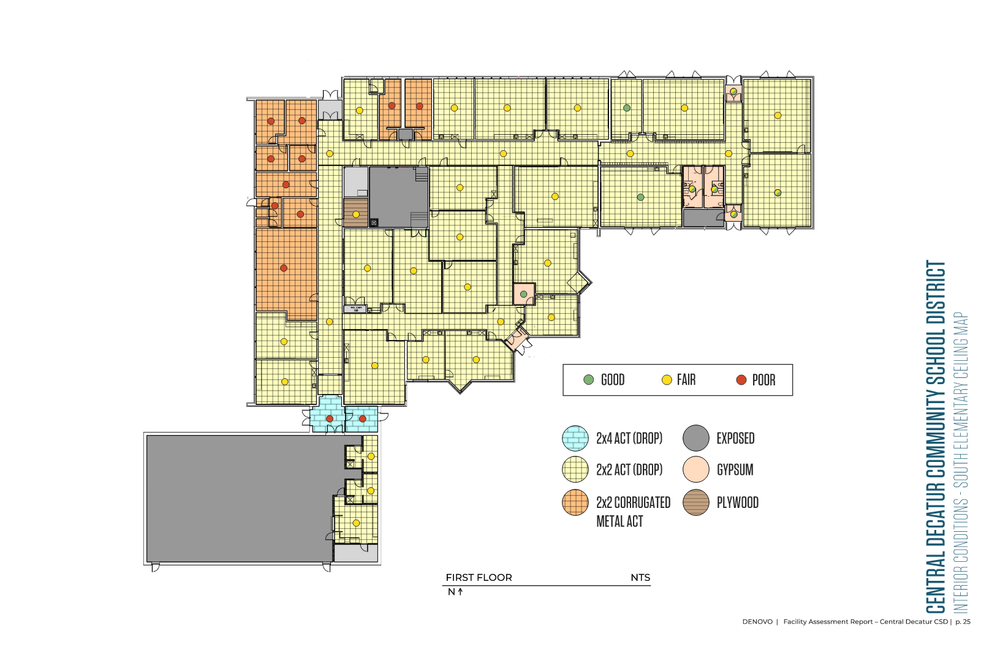 GOOD
FAIR
POOR
2x4 ACT (DROP)
EXPOSED
2x2 ACT (DROP)
GYPSUM
2x2 CORRUGATED
METAL ACT
PLYWOOD
FIRST FLOOR NTS
N ↑
CENTRAL DECATUR COMMUNITY SCHOOL DISTRICT
INTERIOR CONDITIONS - SOUTH ELEMENTARY CEILING MAP
DENOVO | Facility Assessment Report – Central Decatur CSD | p. 25